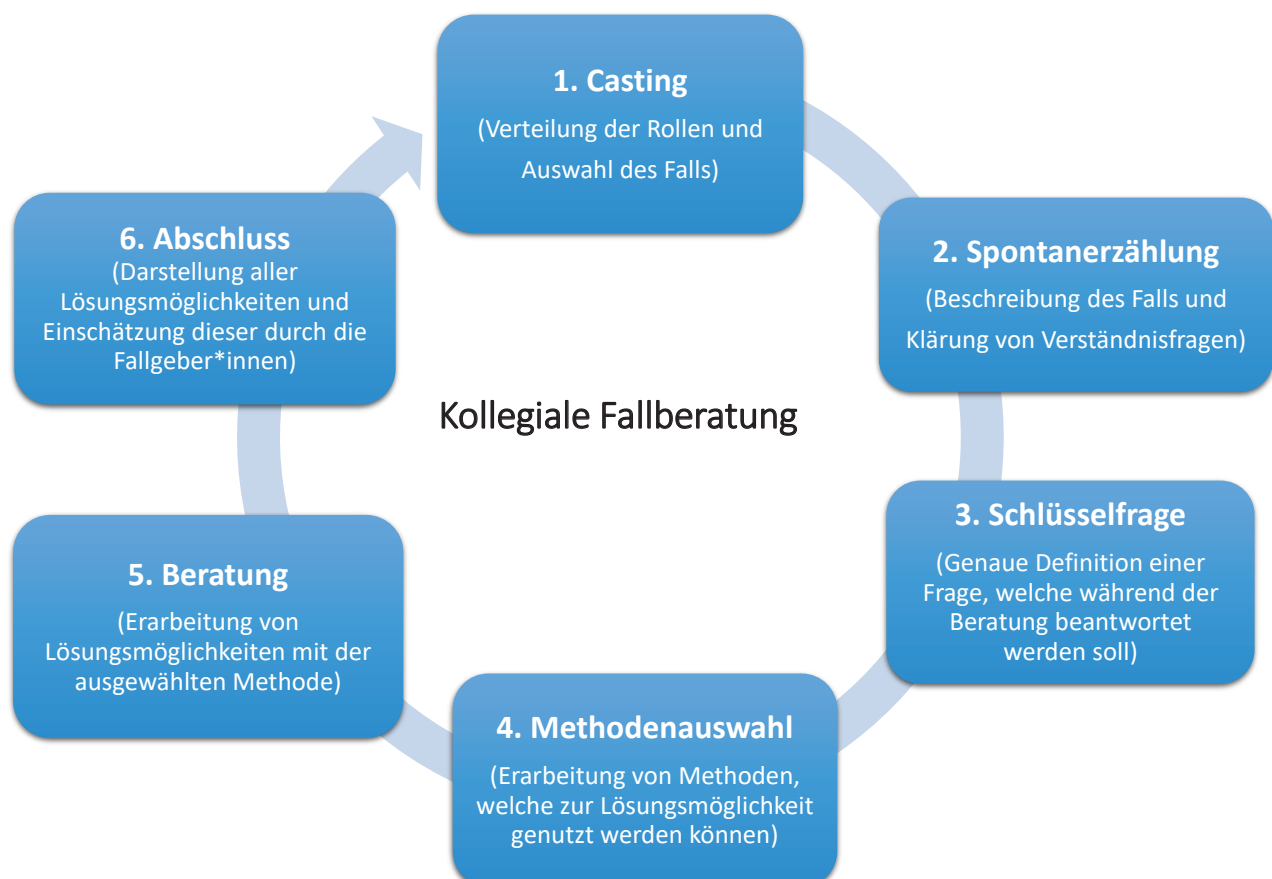 1. Casting
(Verteilung der Rollen und
Auswahl des Falls)
2. Spontanerzählung
(Beschreibung des Falls und
Klärung von Verständnisfragen)
3. Schlüsselfrage
(Genaue Definition einer
Frage, welche während der
Beratung beantwortet
werden soll)
4. Methodenauswahl
(Erarbeitung von Methoden,
welche zur Lösungsmöglichkeit
genutzt werden können)
5. Beratung
(Erarbeitung von
Lösungsmöglichkeiten mit der
ausgewählten Methode)
6. Abschluss
(Darstellung aller
Lösungsmöglichkeiten und
Einschätzung dieser durch die
Fallgeber*innen)
Kollegiale Fallberatung